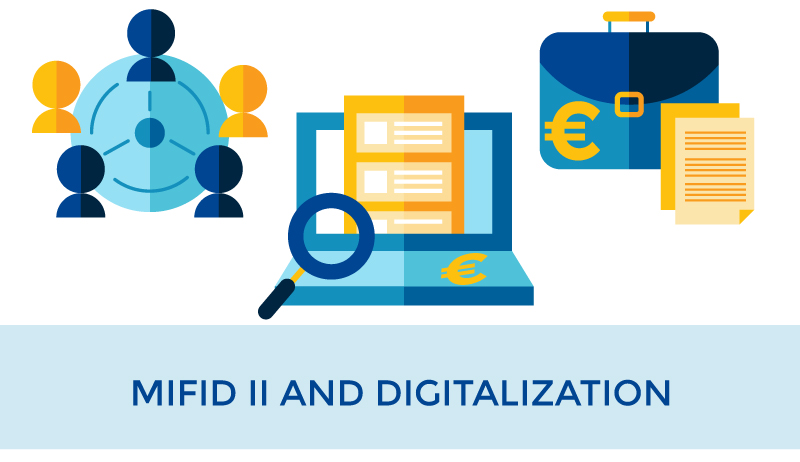 €
€
MIFID II AND DIGITALIZATION